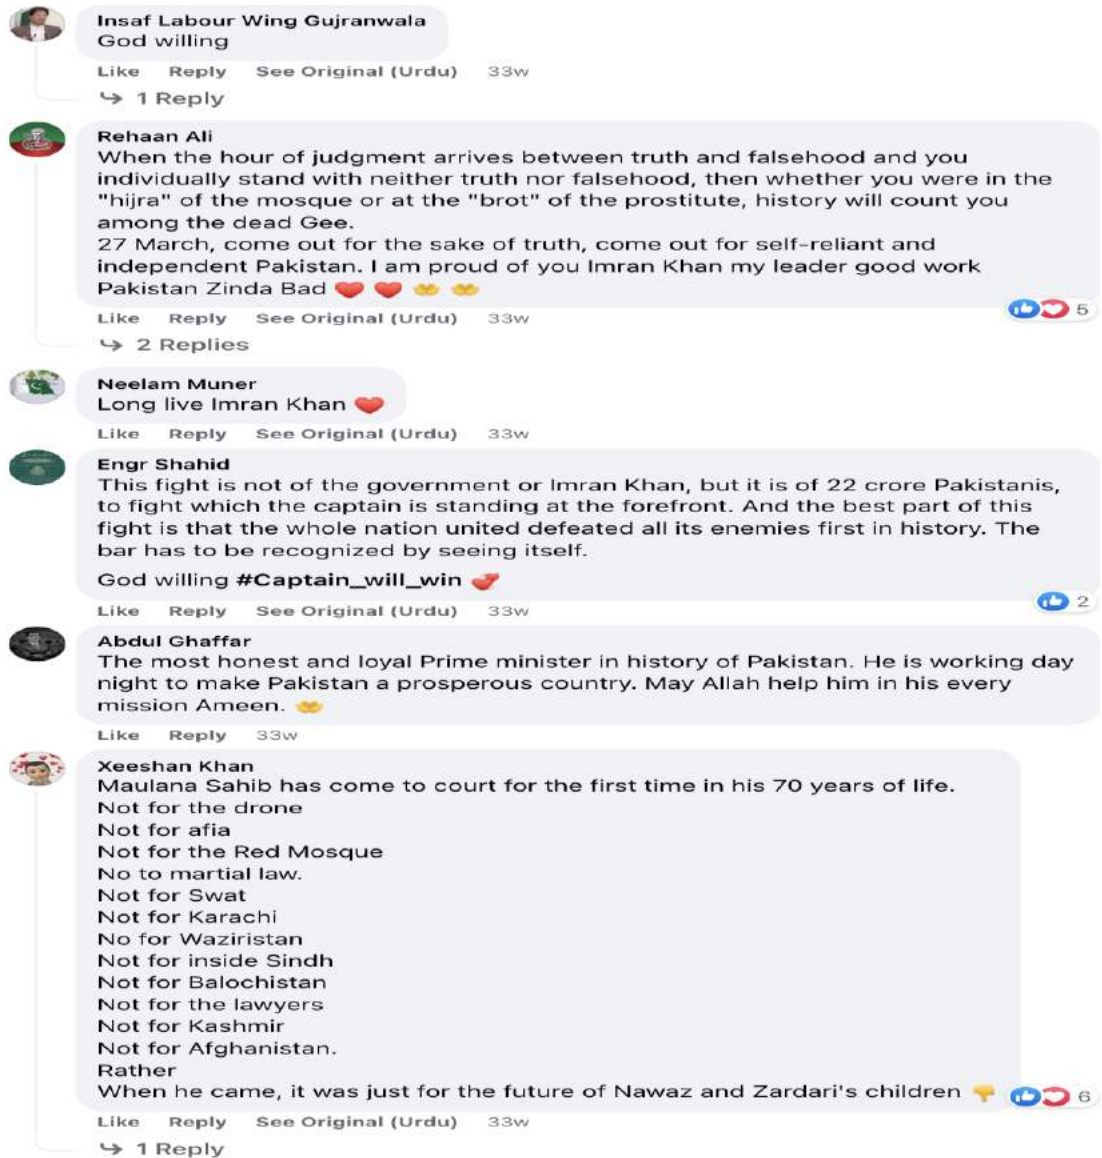 Insaf Labour Wing Gujranwala
God willing
Like Reply See Original (Urdu) 33w
1 Reply
Rehaan Ali
When the hour of judgment arrives between truth and falsehood and you
individually stand with neither truth nor falsehood, then whether you were in the
"hijra" of the mosque or at the "brot" of the prostitute, history will count you
among the dead Gee.
27 March, come out for the sake of truth, come out for self-reliant and
independent Pakistan. I am proud of you Imran Khan my leader good work
Pakistan Zinda Bad ❤️ ❤️ 🤲 🤲
5
Like Reply See Original (Urdu) 33w
2 Replies
Neelam Muner
Long live Imran Khan ❤️
Like Reply See Original (Urdu) 33w
Engr Shahid
This fight is not of the government or Imran Khan, but it is of 22 crore Pakistanis,
to fight which the captain is standing at the forefront. And the best part of this
fight is that the whole nation united defeated all its enemies first in history. The
bar has to be recognized by seeing itself.
God willing #Captain_will_win 💕
2
Like Reply See Original (Urdu) 33w
Abdul Ghaffar
The most honest and loyal Prime minister in history of Pakistan. He is working day
night to make Pakistan a prosperous country. May Allah help him in his every
mission Ameen. 🤲
Like Reply 33w
Xeeshan Khan
Maulana Sahib has come to court for the first time in his 70 years of life.
Not for the drone
Not for afia
Not for the Red Mosque
No to martial law.
Not for Swat
Not for Karachi
No for Waziristan
Not for inside Sindh
Not for Balochistan
Not for the lawyers
Not for Kashmir
Not for Afghanistan.
Rather
When he came, it was just for the future of Nawaz and Zardari's children 👎 6
Like Reply See Original (Urdu) 33w
1 Reply